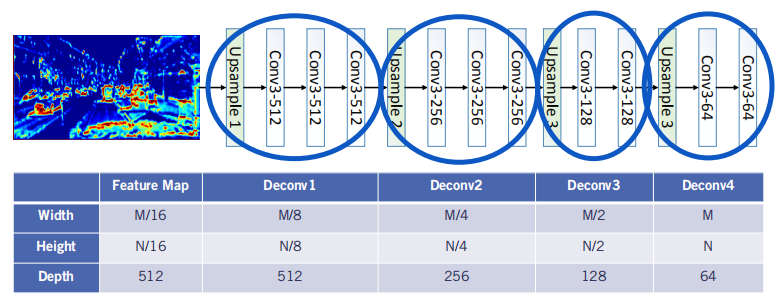 Upsample 1
Conv3-512
Conv3-512
Conv3-512
Upsample 2
Conv3-256
Conv3-256
Conv3-256
Upsample 3
Conv3-128
Conv3-128
Upsample 3
Conv3-64
Conv3-64
Feature Map Deconv1 Deconv2 Deconv3 Deconv4
Width M/16 M/8 M/4 M/2 M
Height N/16 N/8 N/4 N/2 N
Depth 512 512 256 128 64